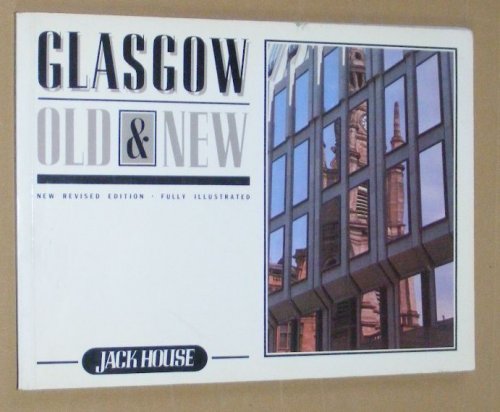 GLASGOW
OLD & NEW
NEW REVISED EDITION · FULLY ILLUSTRATED
JACK HOUSE